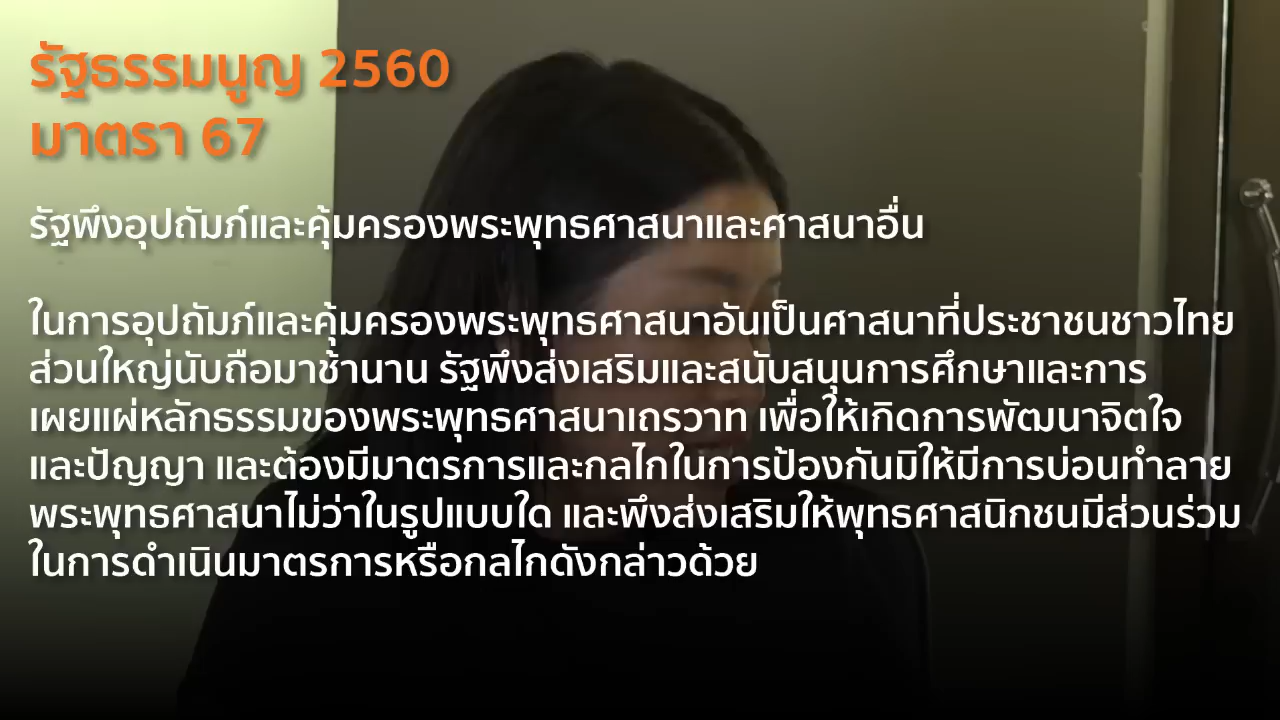 รัฐธรรมนูญ 2560
มาตรา 67
รัฐพึงอุปถัมภ์และคุ้มครองพระพุทธศาสนาและศาสนาอื่น
ในการอุปถัมภ์และคุ้มครองพระพุทธศาสนาอันเป็นศาสนาที่ประชาชนชาวไทย
ส่วนใหญ่นับถือมาช้านาน รัฐพึงส่งเสริมและสนับสนุนการศึกษาและการ
เผยแผ่หลักธรรมของพระพุทธศาสนาเถรวาท เพื่อให้เกิดการพัฒนาจิตใจ
และปัญญา และต้องมีมาตรการและกลไกในการป้องกันมิให้มีการบ่อนทำลาย
พระพุทธศาสนาไม่ว่าในรูปแบบใด และพึงส่งเสริมให้พุทธศาสนิกชนมีส่วนร่วม
ในการดำเนินมาตรการหรือกลไกดังกล่าวด้วย